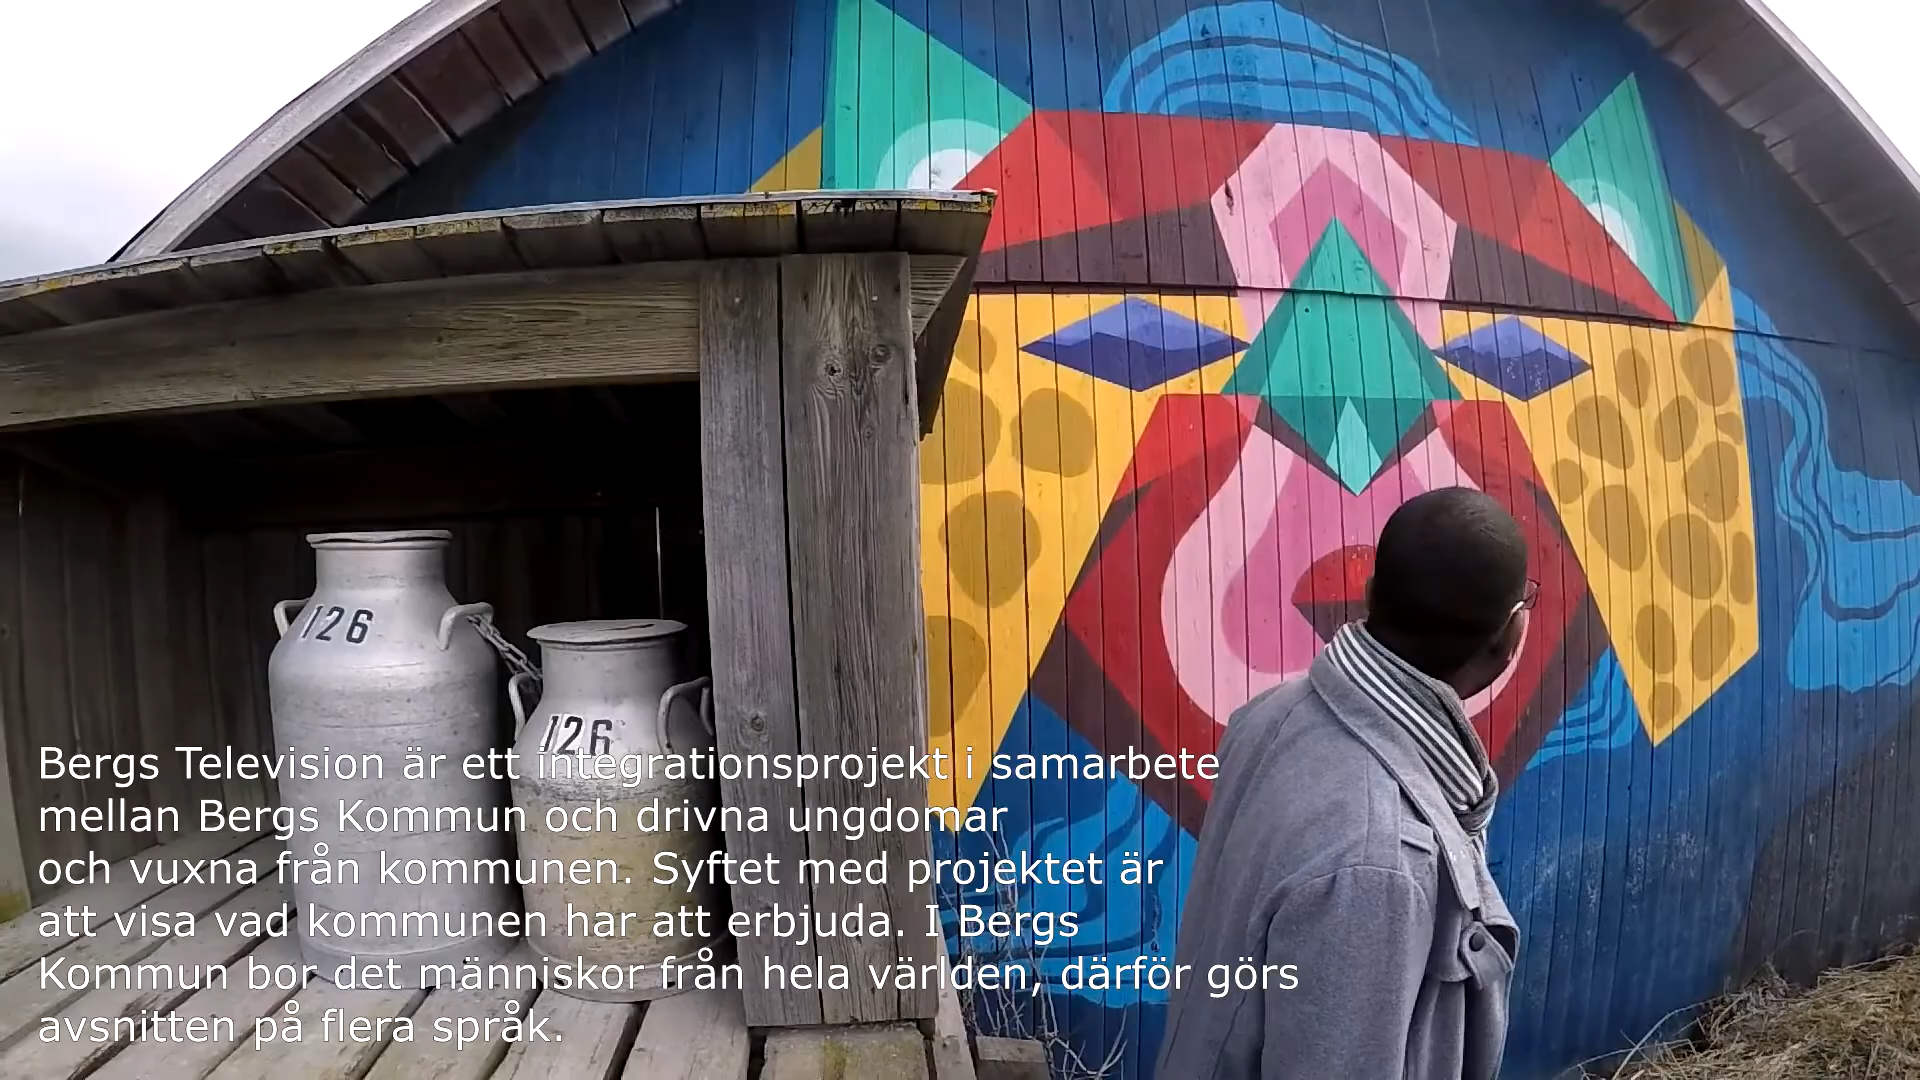 126
126
Bergs Television är ett integrationsprojekt i samarbete
mellan Bergs Kommun och drivna ungdomar
och vuxna från kommunen. Syftet med projektet är
att visa vad kommunen har att erbjuda. I Bergs
Kommun bor det människor från hela världen, därför görs
avsnitten på flera språk.